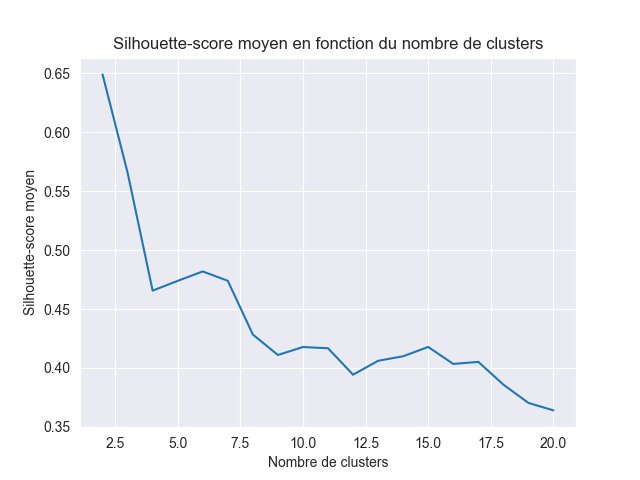 Silhouette-score moyen en fonction du nombre de clusters
Silhouette-score moyen
0.65
0.60
0.55
0.50
0.45
0.40
0.35
2.5 5.0 7.5 10.0 12.5 15.0 17.5 20.0
Nombre de clusters